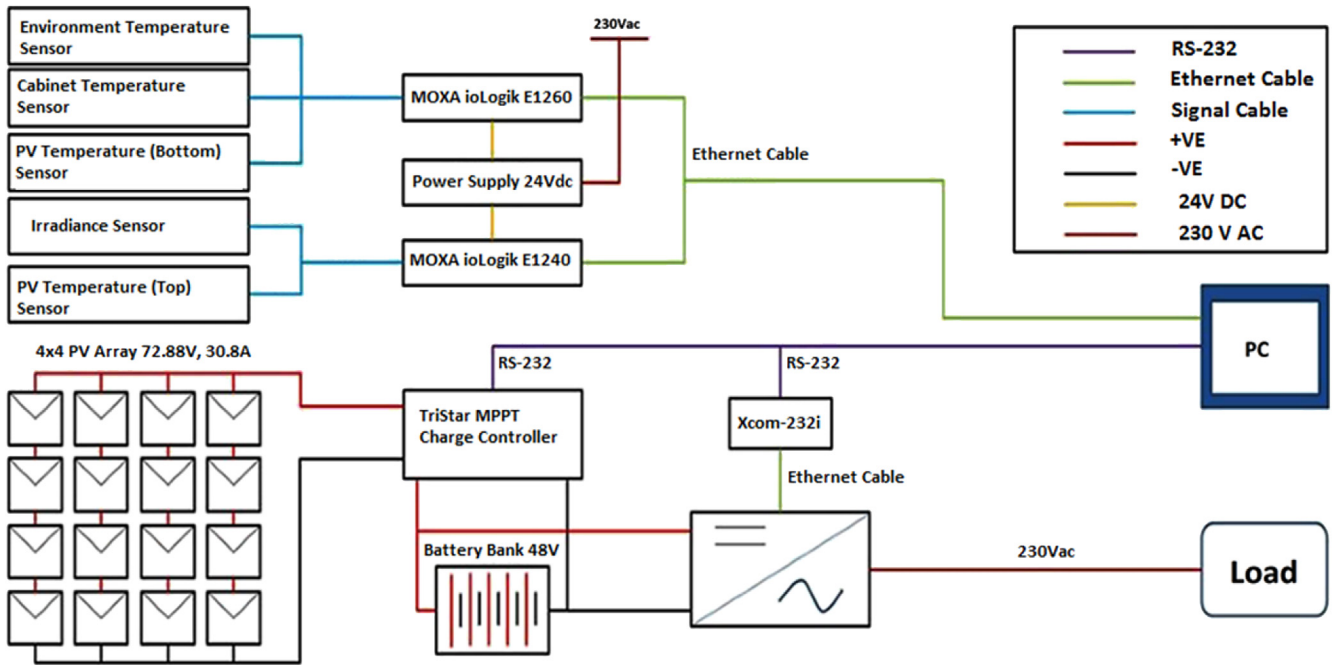 Environment Temperature
Sensor
Cabinet Temperature
Sensor
PV Temperature (Bottom)
Sensor
Irradiance Sensor
PV Temperature (Top)
Sensor
MOXA ioLogik E1260
Power Supply 24Vdc
MOXA ioLogik E1240
230Vac
Ethernet Cable
RS-232
Ethernet Cable
Signal Cable
+VE
-VE
24V DC
230 V AC
PC
4x4 PV Array 72.88V, 30.8A
RS-232
RS-232
TriStar MPPT
Charge Controller
Xcom-232i
Ethernet Cable
Battery Bank 48V
230Vac
Load